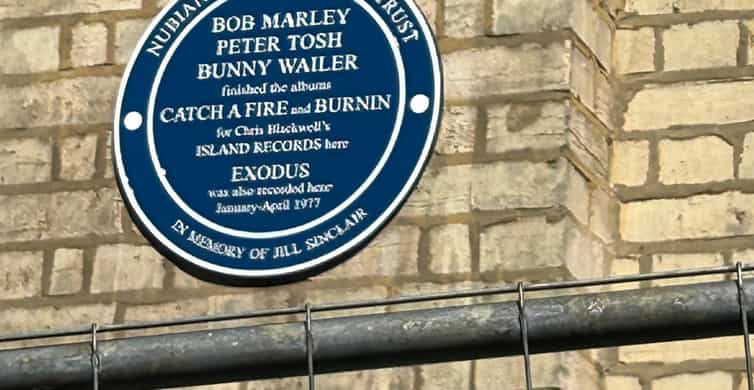 NUBIAN
TRUST
BOB MARLEY
PETER TOSH
BUNNY WAILER
finished the albums
CATCH A FIRE and BURNIN
for Chris Blackwell's
ISLAND RECORDS here
EXODUS
was also recorded here
January-April 1977
IN MEMORY OF JILL SINCLAIR